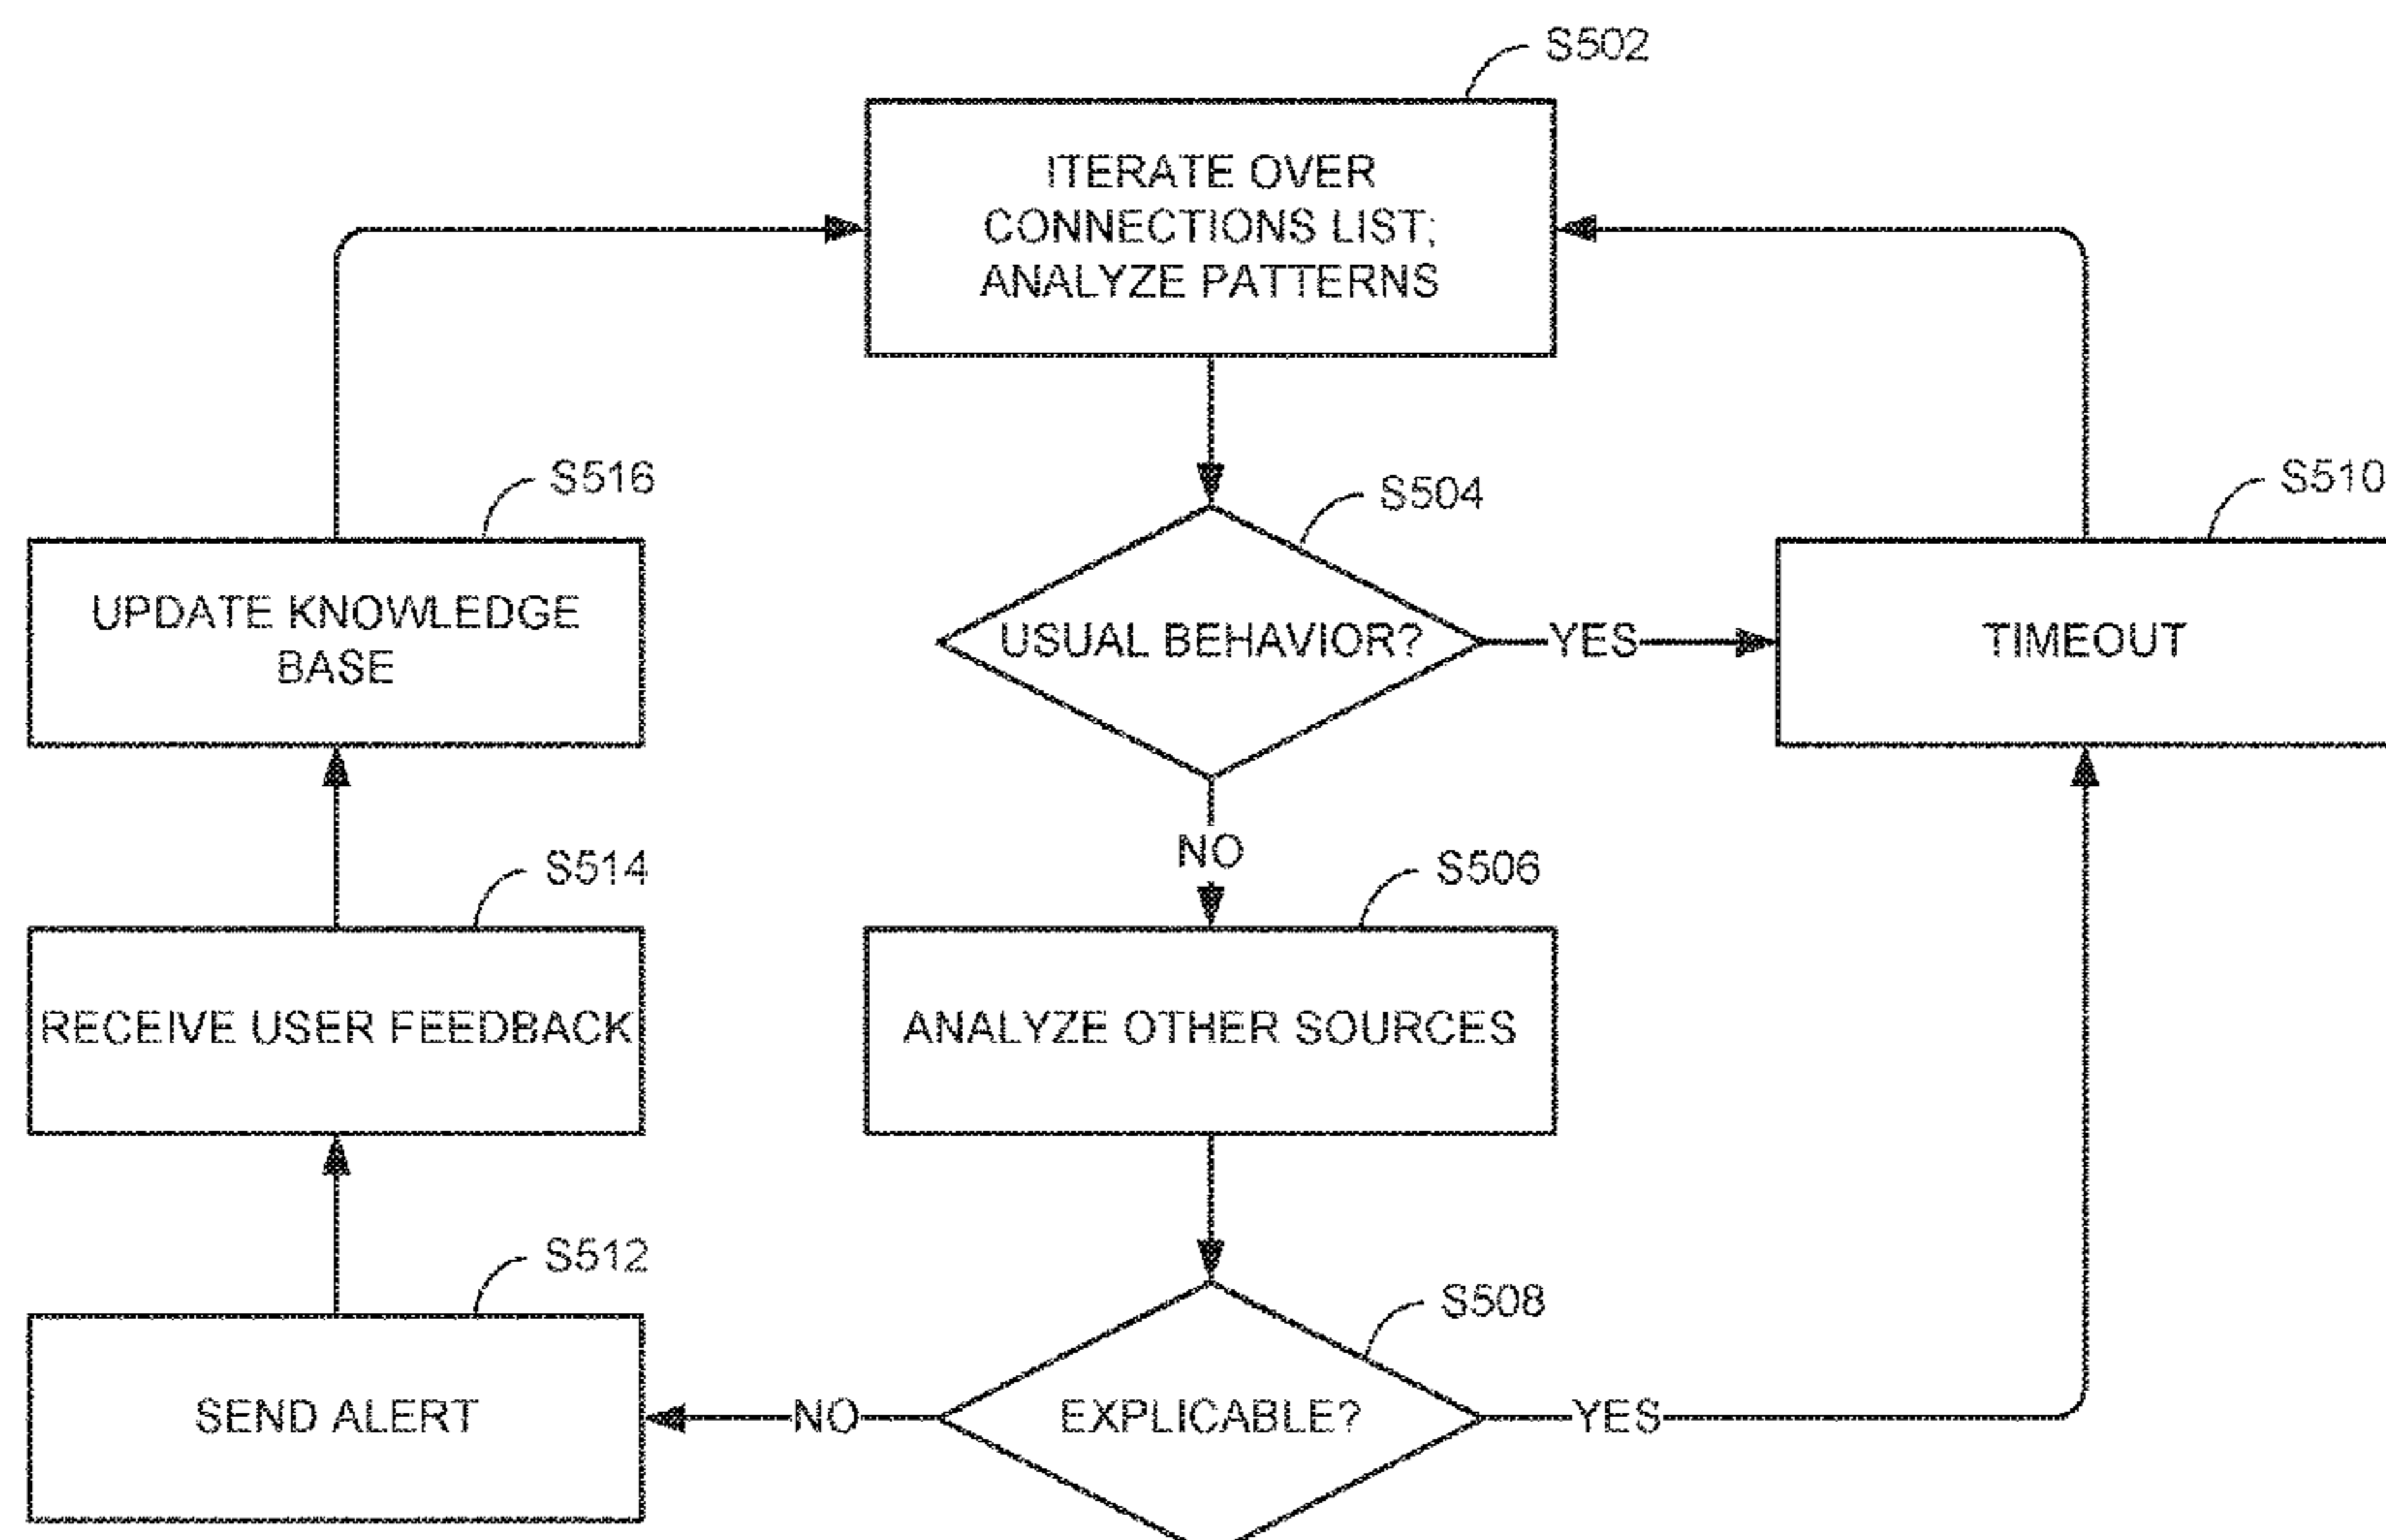 S502
ITERATE OVER
CONNECTIONS LIST;
ANALYZE PATTERNS
S516
S504
S510
UPDATE KNOWLEDGE
BASE
USUAL BEHAVIOR?
YES
TIMEOUT
NO
S514
S506
RECEIVE USER FEEDBACK
ANALYZE OTHER SOURCES
S512
S508
SEND ALERT
NO
EXPLICABLE?
YES